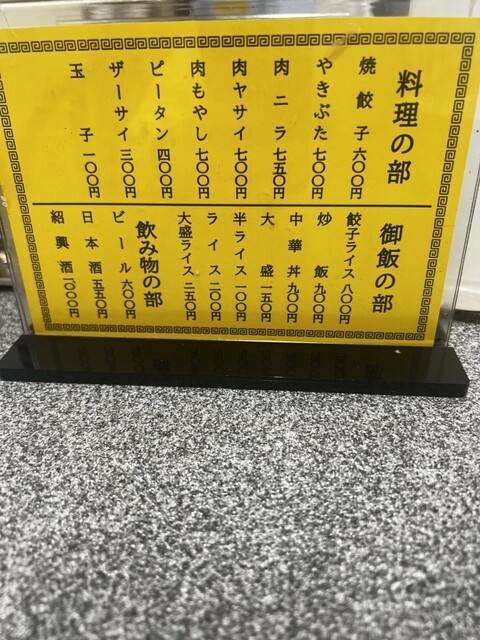 料理の部
焼餃子 六〇〇円
やきぶた 七〇〇円
肉ニラ 七五〇円
肉ヤサイ 七〇〇円
肉もやし 七〇〇円
ピータン 四〇〇円
ザーサイ 三〇〇円
玉子 一〇〇円
御飯の部
餃子ライス 八〇〇円
炒飯 九〇〇円
中華丼 九〇〇円
大盛 一五〇円
半ライス 一〇〇円
ライス 二〇〇円
大盛ライス 二五〇円
飲み物の部
ビール 六〇〇円
日本酒 五五〇円
紹興酒 一〇〇〇円